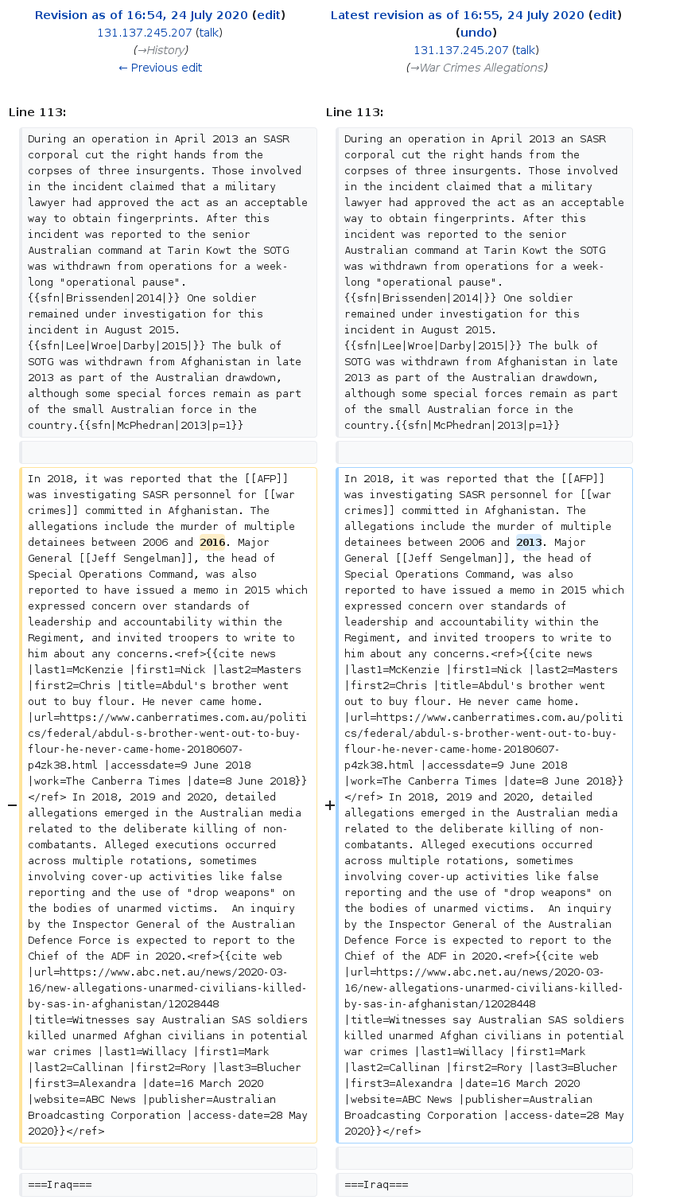 Revision as of 16:54, 24 July 2020 (edit)
131.137.245.207 (talk)
(→History)
← Previous edit
Latest revision as of 16:55, 24 July 2020 (edit)
(undo)
131.137.245.207 (talk)
(→War Crimes Allegations)
Line 113:
During an operation in April 2013 an SASR
corporal cut the right hands from the
corpses of three insurgents. Those involved
in the incident claimed that a military
lawyer had approved the act as an acceptable
way to obtain fingerprints. After this
incident was reported to the senior
Australian command at Tarin Kowt the SOTG
was withdrawn from operations for a week-
long "operational pause".
{{sfn|Brissenden|2014|}} One soldier
remained under investigation for this
incident in August 2015.
{{sfn|Lee|Wroe|Darby|2015|}} The bulk of
SOTG was withdrawn from Afghanistan in late
2013 as part of the Australian drawdown,
although some special forces remain as part
of the small Australian force in the
country.{{sfn|McPhedran|2013|p=1}}
−
In 2018, it was reported that the [[AFP]]
was investigating SASR personnel for [[war
crimes]] committed in Afghanistan. The
allegations include the murder of multiple
detainees between 2006 and 2016. Major
General [[Jeff Sengelman]], the head of
Special Operations Command, was also
reported to have issued a memo in 2015 which
expressed concern over standards of
leadership and accountability within the
Regiment, and invited troopers to write to
him about any concerns.<ref>{{cite news
|last1=McKenzie |first1=Nick |last2=Masters
|first2=Chris |title=Abdul's brother went
out to buy flour. He never came home.
|url=https://www.canberratimes.com.au/politi
cs/federal/abdul-s-brother-went-out-to-buy-
flour-he-never-came-home-20180607-
p4zk38.html |accessdate=9 June 2018
|work=The Canberra Times |date=8 June 2018}}
</ref> In 2018, 2019 and 2020, detailed
allegations emerged in the Australian media
related to the deliberate killing of non-
combatants. Alleged executions occurred
across multiple rotations, sometimes
involving cover-up activities like false
reporting and the use of "drop weapons" on
the bodies of unarmed victims.  An inquiry
by the Inspector General of the Australian
Defence Force is expected to report to the
Chief of the ADF in 2020.<ref>{{cite web
|url=https://www.abc.net.au/news/2020-03-
16/new-allegations-unarmed-civilians-killed-
by-sas-in-afghanistan/12028448
|title=Witnesses say Australian SAS soldiers
killed unarmed Afghan civilians in potential
war crimes |last1=Willacy |first1=Mark
|last2=Callinan |first2=Rory |last3=Blucher
|first3=Alexandra |date=16 March 2020
|website=ABC News |publisher=Australian
Broadcasting Corporation |access-date=28 May
2020}}</ref>
===Iraq===
Line 113:
During an operation in April 2013 an SASR
corporal cut the right hands from the
corpses of three insurgents. Those involved
in the incident claimed that a military
lawyer had approved the act as an acceptable
way to obtain fingerprints. After this
incident was reported to the senior
Australian command at Tarin Kowt the SOTG
was withdrawn from operations for a week-
long "operational pause".
{{sfn|Brissenden|2014|}} One soldier
remained under investigation for this
incident in August 2015.
{{sfn|Lee|Wroe|Darby|2015|}} The bulk of
SOTG was withdrawn from Afghanistan in late
2013 as part of the Australian drawdown,
although some special forces remain as part
of the small Australian force in the
country.{{sfn|McPhedran|2013|p=1}}
+
In 2018, it was reported that the [[AFP]]
was investigating SASR personnel for [[war
crimes]] committed in Afghanistan. The
allegations include the murder of multiple
detainees between 2006 and 2013. Major
General [[Jeff Sengelman]], the head of
Special Operations Command, was also
reported to have issued a memo in 2015 which
expressed concern over standards of
leadership and accountability within the
Regiment, and invited troopers to write to
him about any concerns.<ref>{{cite news
|last1=McKenzie |first1=Nick |last2=Masters
|first2=Chris |title=Abdul's brother went
out to buy flour. He never came home.
|url=https://www.canberratimes.com.au/politi
cs/federal/abdul-s-brother-went-out-to-buy-
flour-he-never-came-home-20180607-
p4zk38.html |accessdate=9 June 2018
|work=The Canberra Times |date=8 June 2018}}
</ref> In 2018, 2019 and 2020, detailed
allegations emerged in the Australian media
related to the deliberate killing of non-
combatants. Alleged executions occurred
across multiple rotations, sometimes
involving cover-up activities like false
reporting and the use of "drop weapons" on
the bodies of unarmed victims.  An inquiry
by the Inspector General of the Australian
Defence Force is expected to report to the
Chief of the ADF in 2020.<ref>{{cite web
|url=https://www.abc.net.au/news/2020-03-
16/new-allegations-unarmed-civilians-killed-
by-sas-in-afghanistan/12028448
|title=Witnesses say Australian SAS soldiers
killed unarmed Afghan civilians in potential
war crimes |last1=Willacy |first1=Mark
|last2=Callinan |first2=Rory |last3=Blucher
|first3=Alexandra |date=16 March 2020
|website=ABC News |publisher=Australian
Broadcasting Corporation |access-date=28 May
2020}}</ref>
===Iraq===